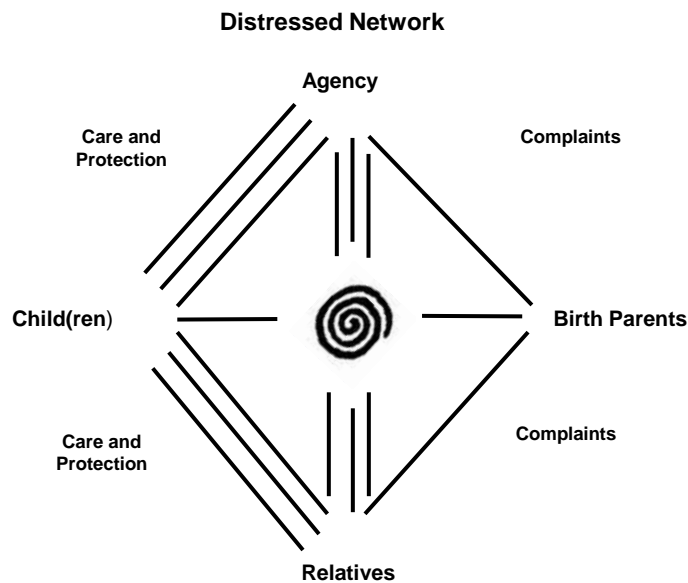 Distressed Network
Agency
Care and
Protection
Complaints
Child(ren)
Birth Parents
Care and
Protection
Complaints
Relatives